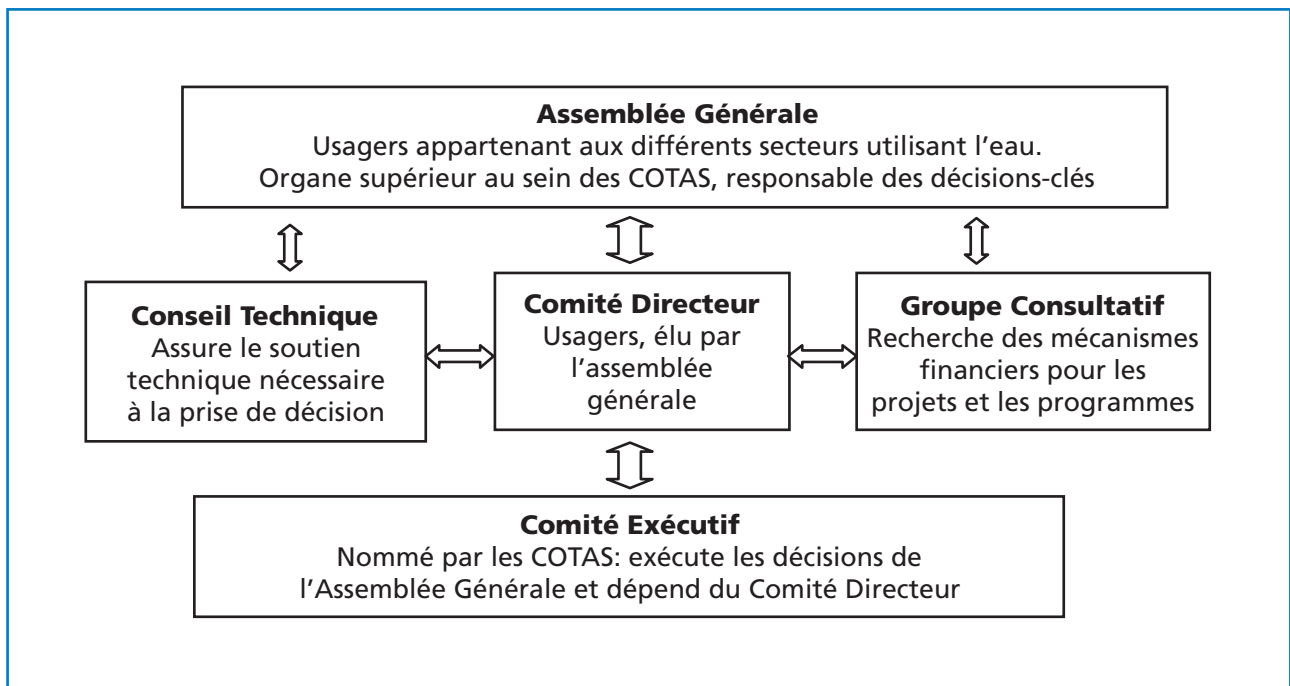 Assemblée Générale
Usagers appartenant aux différents secteurs utilisant l'eau.
Organe supérieur au sein des COTAS, responsable des décisions-clés
Conseil Technique
Assure le soutien
technique nécessaire
à la prise de décision
Comité Directeur
Usagers, élu par
l'assemblée
générale
Groupe Consultatif
Recherche des mécanismes
financiers pour les
projets et les programmes
Comité Exécutif
Nommé par les COTAS: exécute les décisions de
l'Assemblée Générale et dépend du Comité Directeur